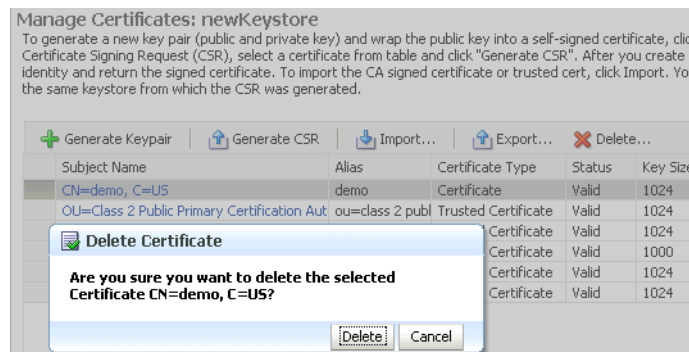 Manage Certificates: newKeystore
To generate a new key pair (public and private key) and wrap the public key into a self-signed certificate, clic
Certificate Signing Request (CSR), select a certificate from table and click "Generate CSR". After you create
identity and return the signed certificate. To import the CA signed certificate or trusted cert, click Import. Yo
the same keystore from which the CSR was generated.
Generate Keypair Generate CSR Import... Export... Delete...
Subject Name Alias Certificate Type Status Key Size
CN=demo, C=US demo Certificate Valid 1024
OU=Class 2 Public Primary Certification Aut ou=class 2 publ Trusted Certificate Valid 1024
Certificate Valid 1024
Certificate Valid 1000
Certificate Valid 1024
Certificate Valid 1024
Delete Certificate
Are you sure you want to delete the selected
Certificate CN=demo, C=US?
Delete Cancel